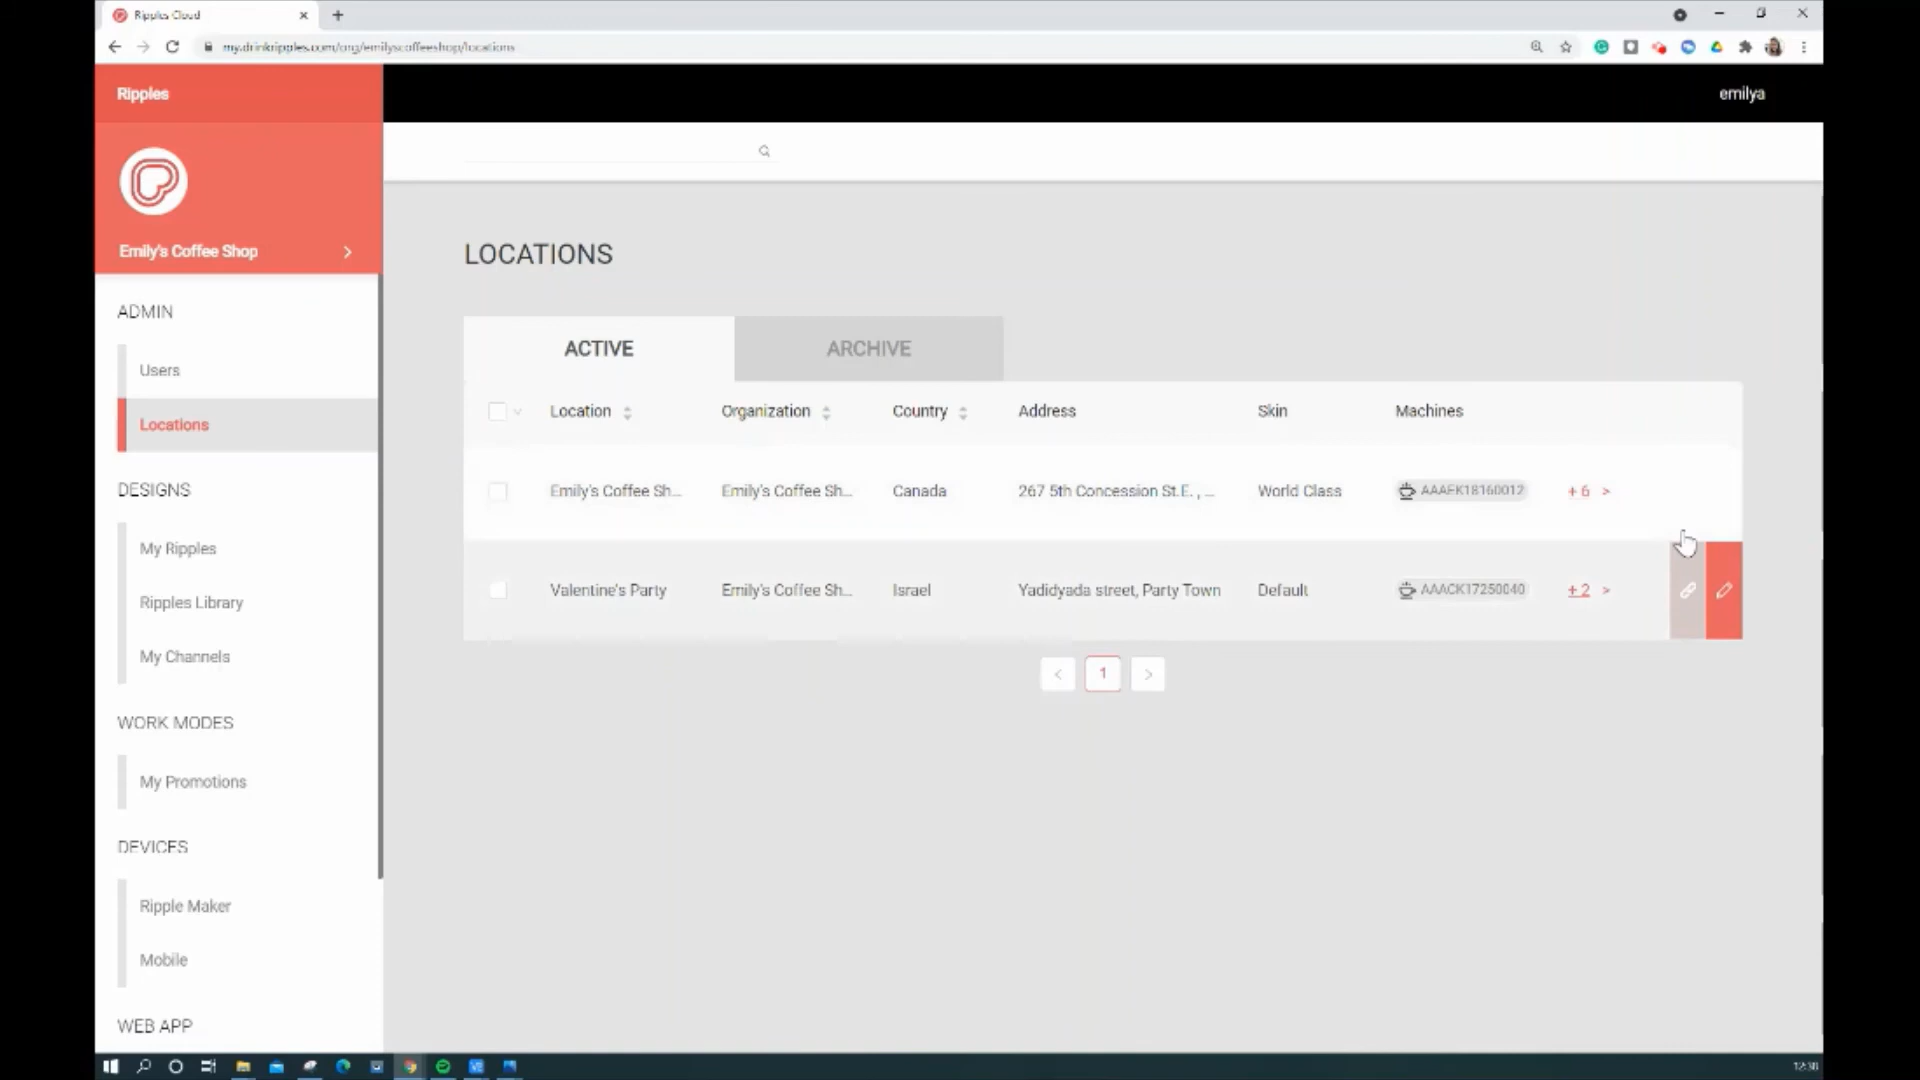 Ripples Cloud
my.drinkripples.com/org/emilyscoffeeshop/locations
Ripples
emilya
Emily's Coffee Shop
LOCATIONS
ADMIN
ACTIVE
ARCHIVE
Users
Location Organization Country Address Skin Machines
Locations
DESIGNS
Emily's Coffee Sh... Emily's Coffee Sh... Canada 267 5th Concession St.E. , ... World Class AAAEK18160012 + 6 >
My Ripples
Valentine's Party Emily's Coffee Sh... Israel Yadidyada street, Party Town Default AAACK17250040 + 2 >
Ripples Library
My Channels
< 1 >
WORK MODES
My Promotions
DEVICES
Ripple Maker
Mobile
WEB APP
12:38